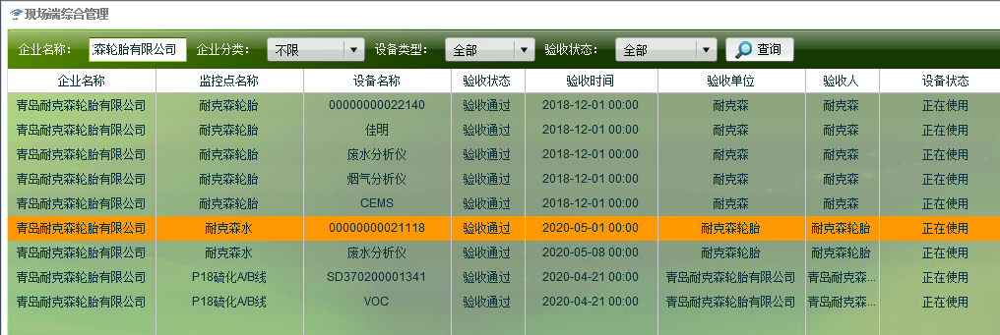 现场端综合管理
企业名称： 森轮胎有限公司 企业分类： 不限 设备类型： 全部 验收状态： 全部 查询
企业名称 监控点名称 设备名称 验收状态 验收时间 验收单位 验收人 设备状态
青岛耐克森轮胎有限公司 耐克森轮胎 00000000022140 验收通过 2018-12-01 00:00 耐克森 耐克森 正在使用
青岛耐克森轮胎有限公司 耐克森轮胎 佳明 验收通过 2018-12-01 00:00 耐克森 耐克森 正在使用
青岛耐克森轮胎有限公司 耐克森轮胎 废水分析仪 验收通过 2018-12-01 00:00 耐克森 耐克森 正在使用
青岛耐克森轮胎有限公司 耐克森轮胎 烟气分析仪 验收通过 2018-12-01 00:00 耐克森 耐克森 正在使用
青岛耐克森轮胎有限公司 耐克森轮胎 CEMS 验收通过 2018-12-01 00:00 耐克森 耐克森 正在使用
青岛耐克森轮胎有限公司 耐克森水 00000000021118 验收通过 2020-05-01 00:00 耐克森轮胎 耐克森轮胎 正在使用
青岛耐克森轮胎有限公司 耐克森水 废水分析仪 验收通过 2020-05-08 00:00 耐克森轮胎 耐克森轮胎 正在使用
青岛耐克森轮胎有限公司 P18硫化A/B线 SD370200001341 验收通过 2020-04-21 00:00 青岛耐克森轮胎有限公司 青岛耐克森... 正在使用
青岛耐克森轮胎有限公司 P18硫化A/B线 VOC 验收通过 2020-04-21 00:00 青岛耐克森轮胎有限公司 青岛耐克森... 正在使用